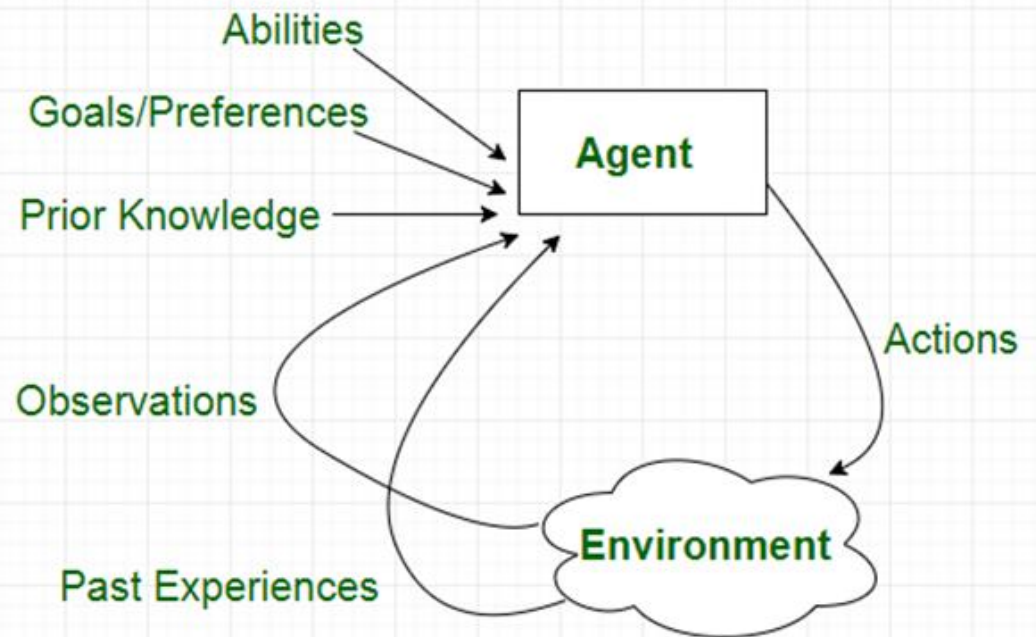 Abilities
Goals/Preferences
Agent
Prior Knowledge
Actions
Observations
Environment
Past Experiences